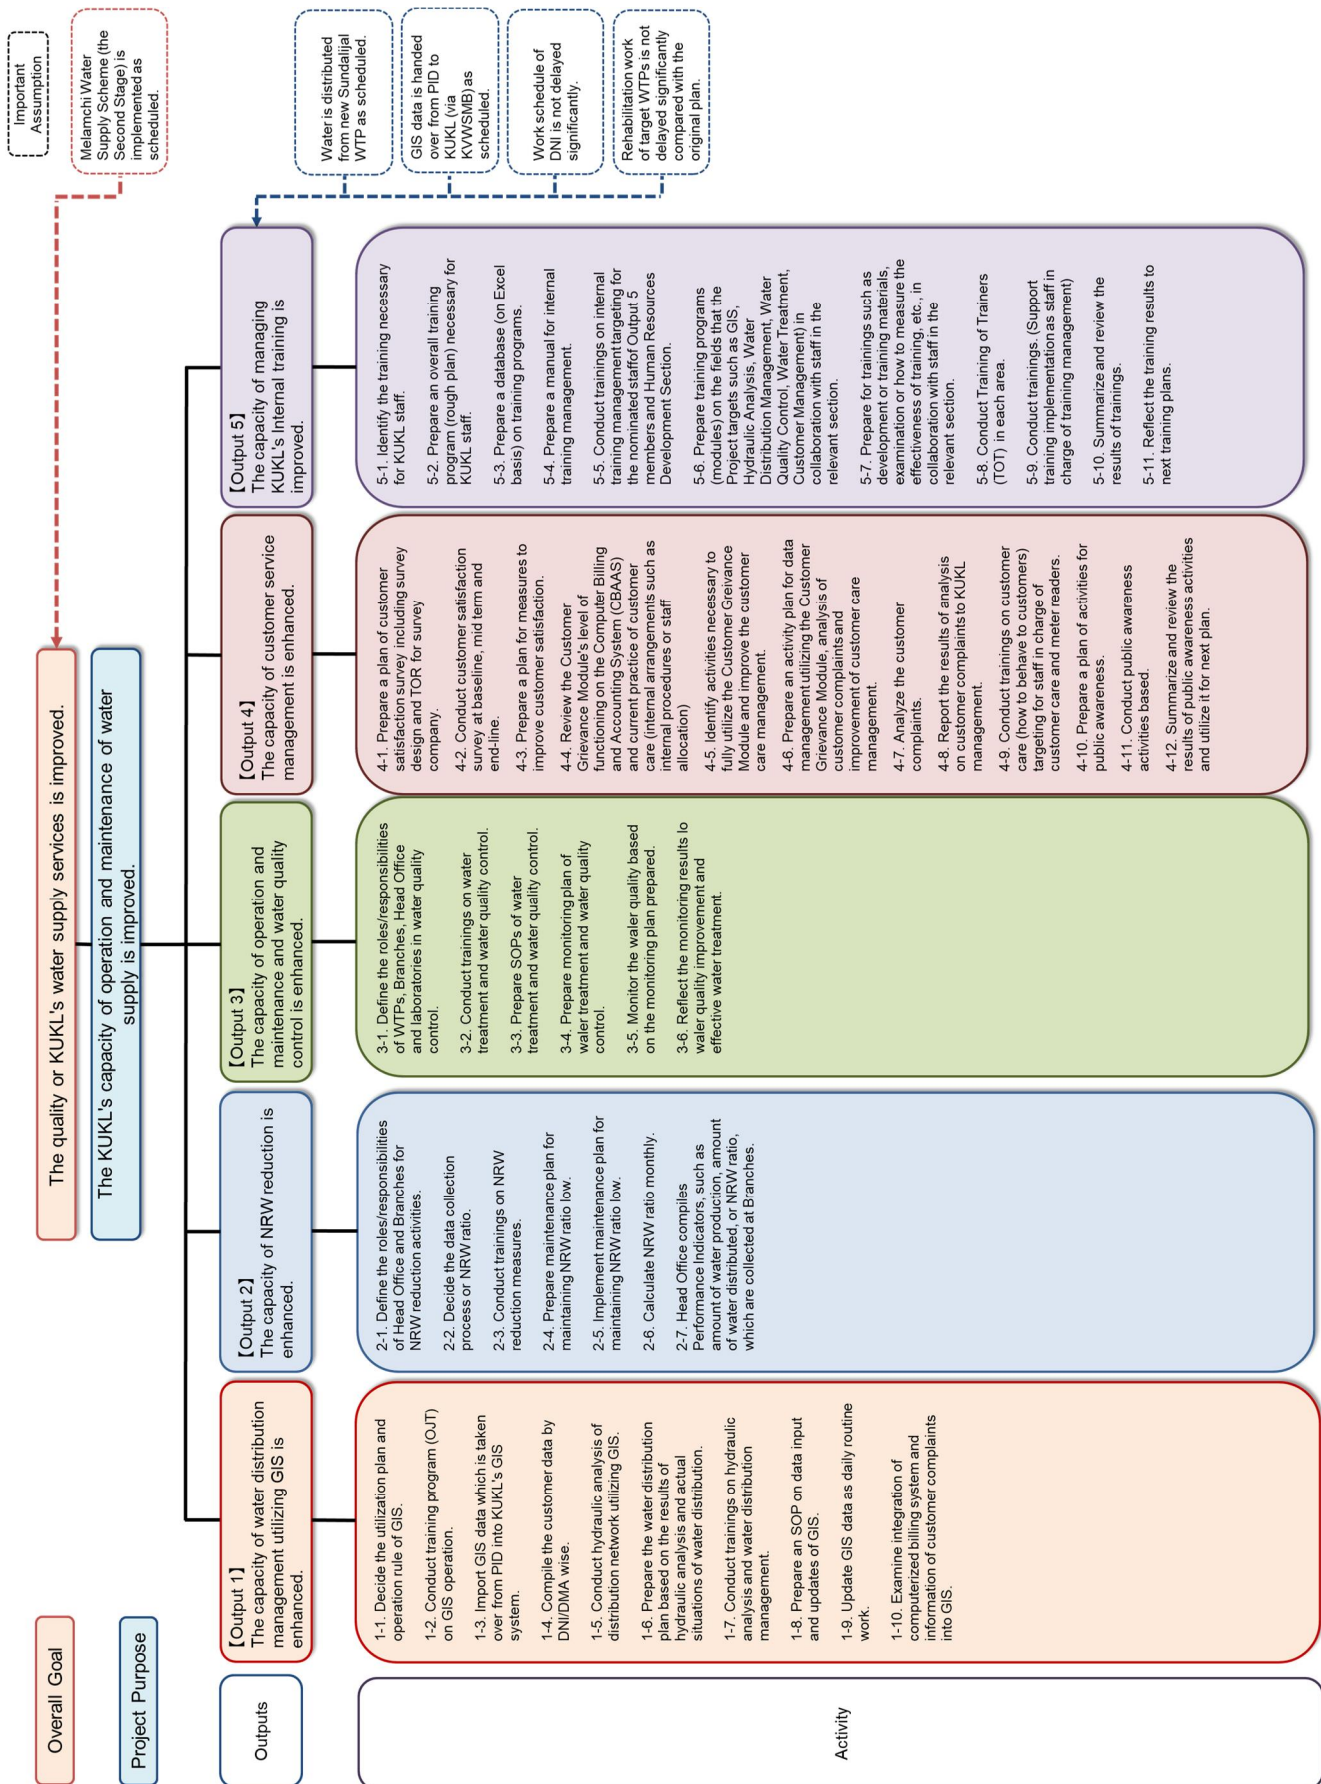 Overall Goal
The quality or KUKL's water supply services is improved.
Important
Assumption
Melamchi Water
Supply Scheme (the
Second Stage) is
implemented as
scheduled.
Project Purpose
The KUKL's capacity of operation and maintenance of water
supply is improved.
Outputs
【Output 1】
The capacity of water distribution
management utilizing GIS is
enhanced.
【Output 2】
The capacity of NRW reduction is
enhanced.
【Output 3】
The capacity of operation and
maintenance and water quality
control is enhanced.
【Output 4】
The capacity of customer service
management is enhanced.
【Output 5】
The capacity of managing
KUKL's Internal training is
improved.
Water is distributed
from new Sundalijal
WTP as scheduled.
GIS data is handed
over from PID to
KUKL (via
KVWSMB) as
scheduled.
Work schedule of
DNI is not delayed
significantly.
Rehabilitation work
of target WTPs is not
delayed significantly
compared with the
original plan.
Activity
1-1. Decide the utilization plan and
operation rule of GIS.
1-2. Conduct training program (OJT)
on GIS operation.
1-3. Import GIS data which is taken
over from PID into KUKL's GIS
system.
1-4. Compile the customer data by
DNI/DMA wise.
1-5. Conduct hydraulic analysis of
distribution network utilizing GIS.
1-6. Prepare the water distribution
plan based on the results of
hydraulic analysis and actual
situations of water distribution.
1-7. Conduct trainings on hydraulic
analysis and water distribution
management.
1-8. Prepare an SOP on data input
and updates of GIS.
1-9. Update GIS data as daily routine
work.
1-10. Examine integration of
computerized billing system and
information of customer complaints
into GIS.
2-1. Define the roles/responsibilities
of Head Office and Branches for
NRW reduction activities.
2-2. Decide the data collection
process or NRW ratio.
2-3. Conduct trainings on NRW
reduction measures.
2-4. Prepare maintenance plan for
maintaining NRW ratio low.
2-5. Implement maintenance plan for
maintaining NRW ratio low.
2-6. Calculate NRW ratio monthly.
2-7. Head Office compiles
Performance Indicators, such as
amount of water production, amount
of water distributed, or NRW ratio,
which are collected at Branches.
3-1. Define the roles/responsibilities
of WTPs, Branches, Head Office
and laboratories in water quality
control.
3-2. Conduct trainings on water
treatment and water quality control.
3-3. Prepare SOPs of water
treatment and water quality control.
3-4. Prepare monitoring plan of
waler treatment and water quality
control.
3-5. Monitor the waler quality based
on the monitoring plan prepared.
3-6. Reflect the monitoring results lo
waler quality improvement and
effective water treatment.
4-1. Prepare a plan of customer
satisfaction survey including survey
design and TOR for survey
company.
4-2. Conduct customer satisfaction
survey at baseline, mid term and
end-line.
4-3. Prepare a plan for measures to
improve customer satisfaction.
4-4. Review the Customer
Grievance Module's level of
functioning on the Computer Billing
and Accounting System (CBAAS)
and current practice of customer
care (internal arrangements such as
internal procedures or staff
allocation)
4-5. Identify activities necessary to
fully utilize the Customer Greivance
Module and improve the customer
care management.
4-6. Prepare an activity plan for data
management utilizing the Customer
Grievance Module, analysis of
customer complaints and
improvement of customer care
management.
4-7. Analyze the customer
complaints.
4-8. Report the results of analysis
on customer complaints to KUKL
management.
4-9. Conduct trainings on customer
care (how to behave to customers)
targeting for staff in charge of
customer care and meter readers.
4-10. Prepare a plan of activities for
public awareness.
4-11. Conduct public awareness
activities based.
4-12. Summarize and review the
results of public awareness activities
and utilize it for next plan.
5-1. Identify the training necessary
for KUKL staff.
5-2. Prepare an overall training
program (rough plan) necessary for
KUKL staff.
5-3. Prepare a database (on Excel
basis) on training programs.
5-4. Prepare a manual for internal
training management.
5-5. Conduct trainings on internal
training management targeting for
the nominated staffof Output 5
members and Human Resources
Development Section.
5-6. Prepare training programs
(modules) on the fields that the
Project targets such as GIS,
Hydraulic Analysis, Water
Distribution Management, Water
Quality Control, Water Treatment,
Customer Management) in
collaboration with staff in the
relevant section.
5-7. Prepare for trainings such as
development or training materials,
examination or how to measure the
effectiveness of training, etc., in
collaboration with staff in the
relevant section.
5-8. Conduct Training of Trainers
(TOT) in each area.
5-9. Conduct trainings. (Support
training implementation as staff in
charge of training management)
5-10. Summarize and review the
results of trainings.
5-11. Reflect the training results to
next training plans.